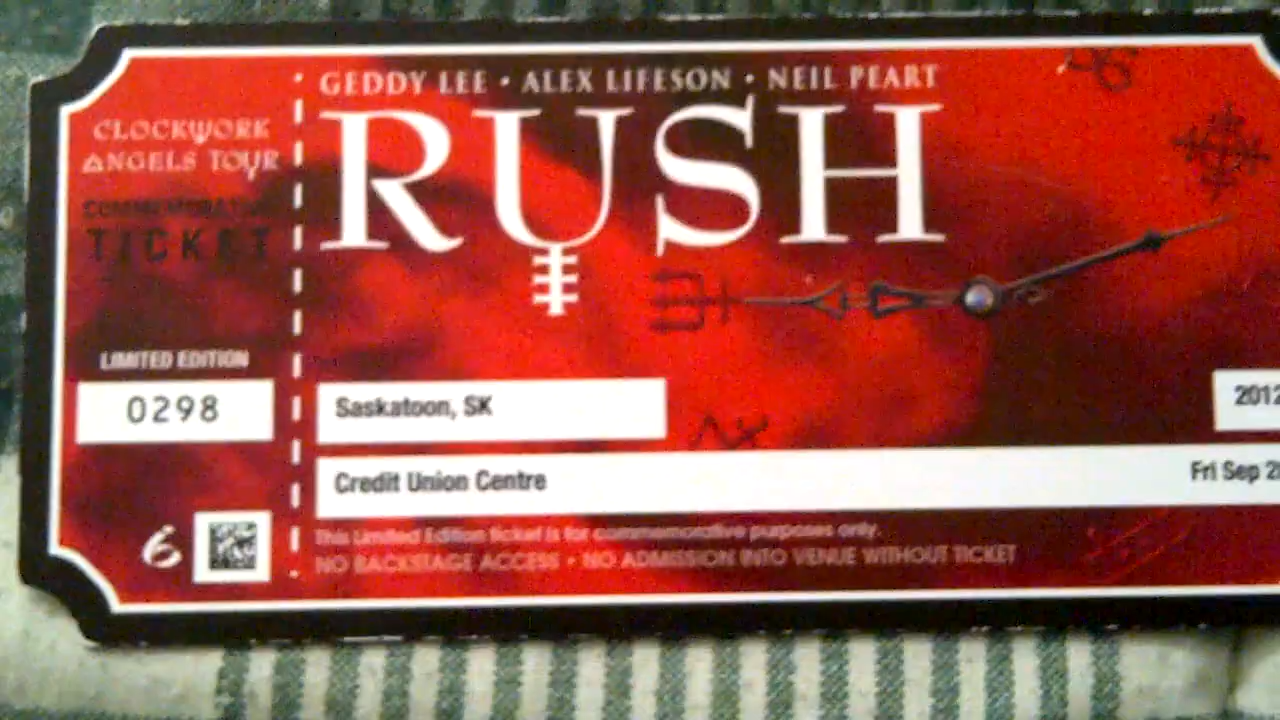 GEDDY LEE • ALEX LIFESON • NEIL PEART
RUSH
CLOCKWORK
ANGELS TOUR
COMMEMORATIVE
TICKET
LIMITED EDITION
0298
Saskatoon, SK
2012
Credit Union Centre
Fri Sep 2
6
This Limited Edition ticket is for commemorative purposes only.
NO BACKSTAGE ACCESS • NO ADMISSION INTO VENUE WITHOUT TICKET